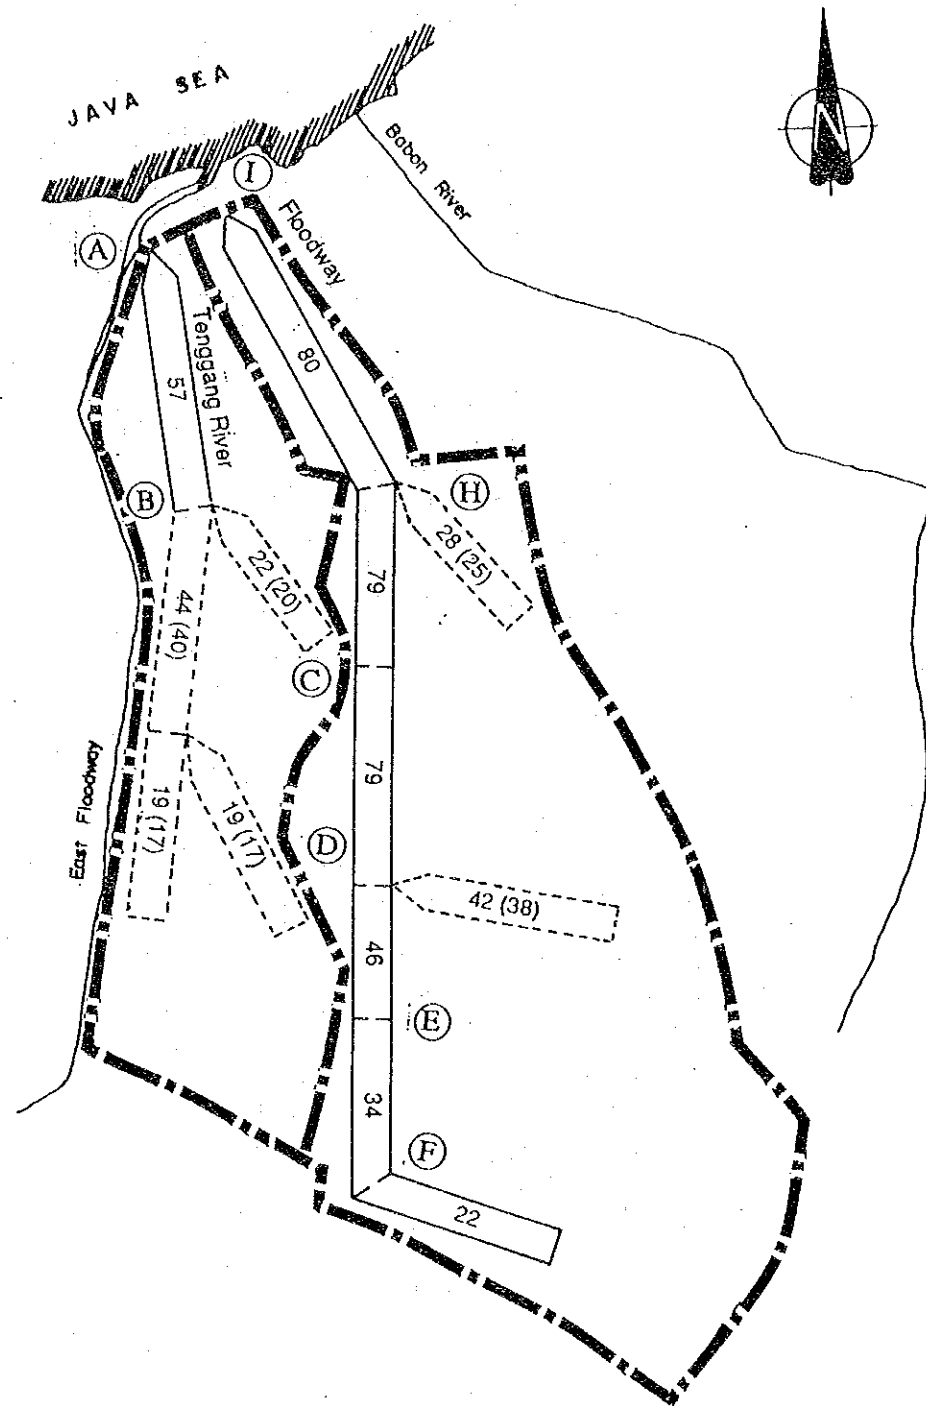 JAVA SEA
N
Babon River
I
Floodway
A
Tenggang River
80
57
B
H
28 (25)
22 (20)
79
44 (40)
C
79
East Floodway
19 (17)
19 (17)
D
42 (38)
46
E
34
F
22